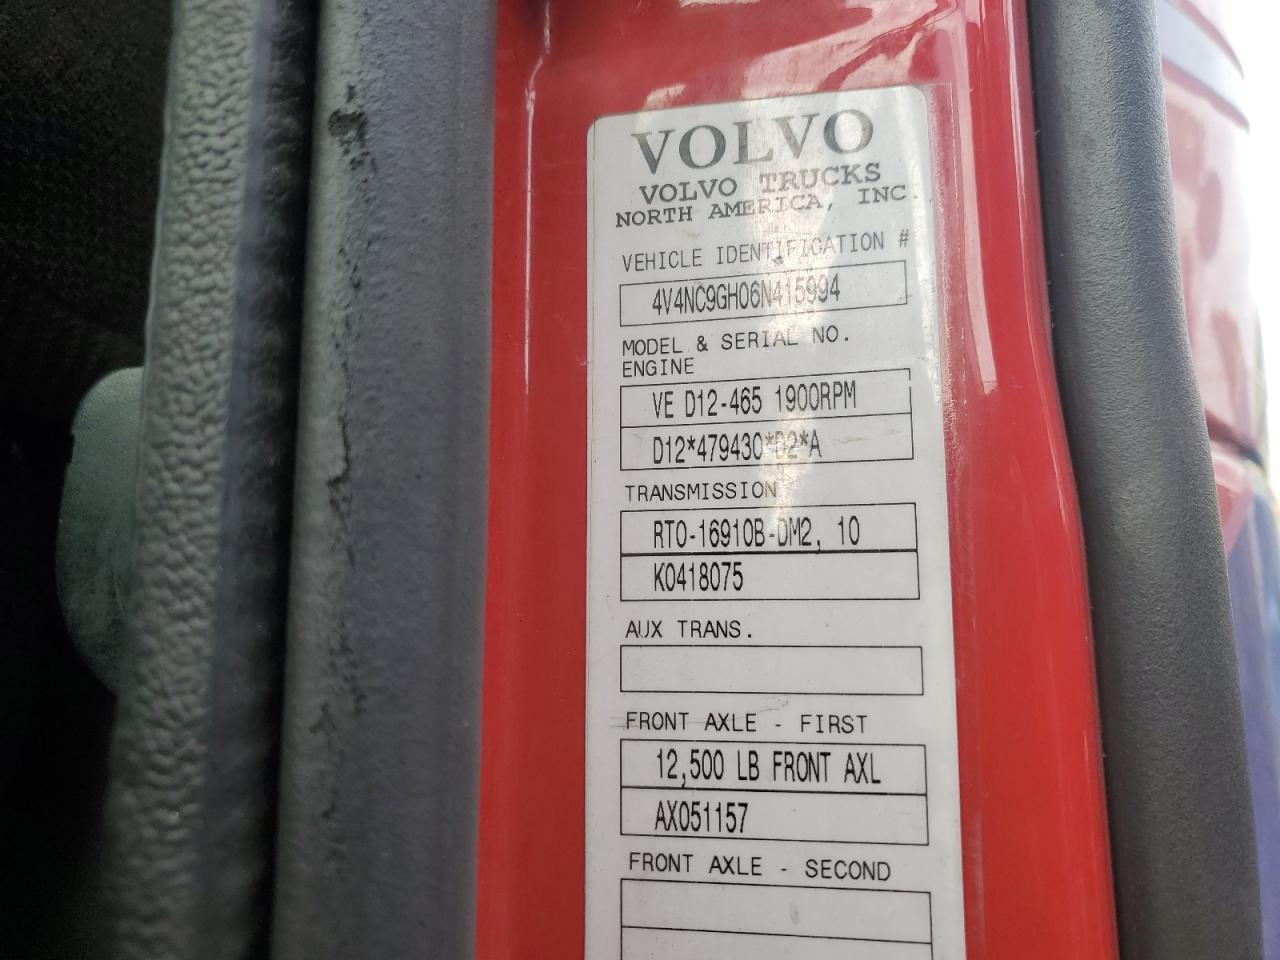 VOLVO
VOLVO TRUCKS
NORTH AMERICA, INC.
VEHICLE IDENTIFICATION #
4V4NC9GH06N415994
MODEL & SERIAL NO.
ENGINE
VE D12-465 1900RPM
D12*479430*D2*A
TRANSMISSION
RTO-16910B-DM2, 10
K0418075
AUX TRANS.
FRONT AXLE - FIRST
12,500 LB FRONT AXL
AX051157
FRONT AXLE - SECOND